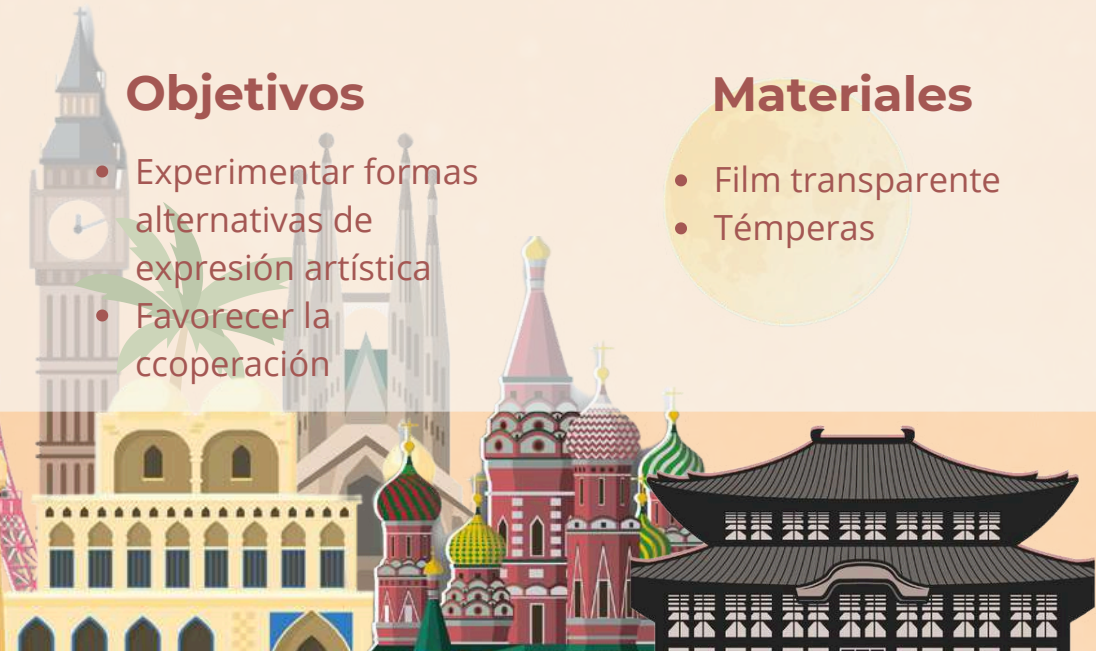 Objetivos
Experimentar formas
alternativas de
expresión artística
Favorecer la
ccoperación
Materiales
Film transparente
Témperas